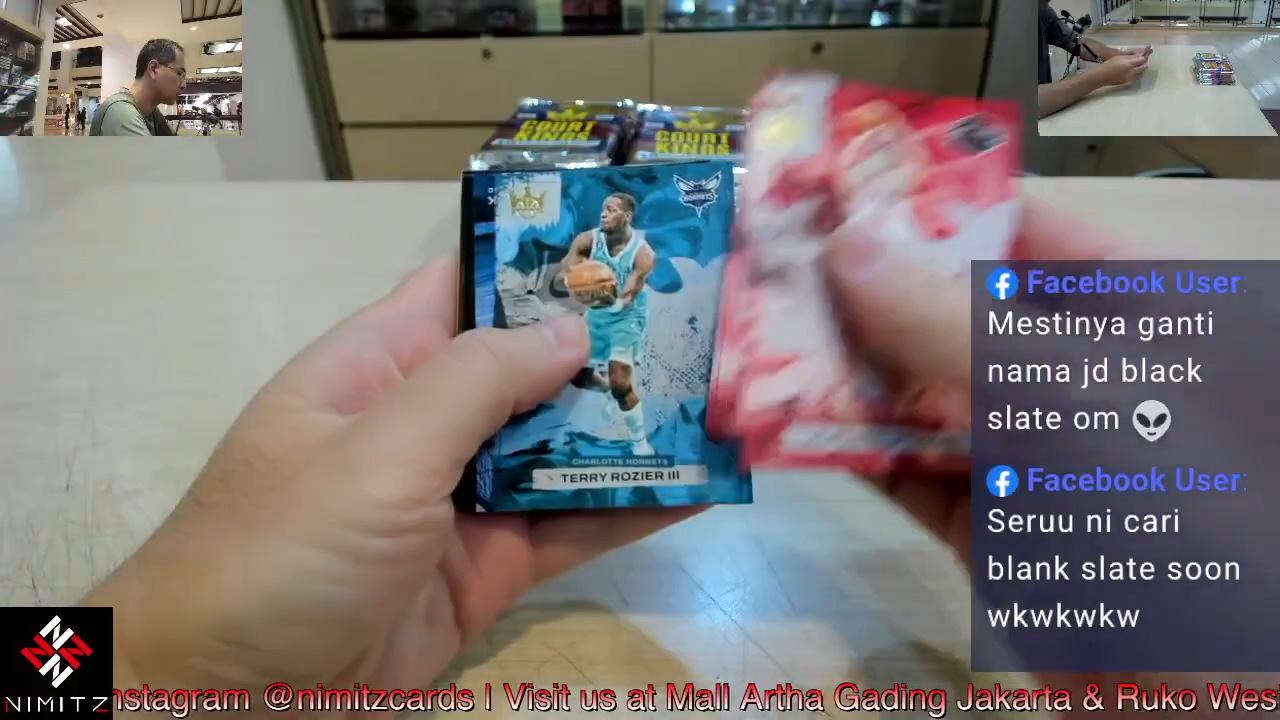 COURT
KINGS
COURT
KINGS
HORNETS
CHARLOTTE HORNETS
TERRY ROZIER III
Facebook User:
Mestinya ganti
nama jd black
slate om 👽
Facebook User:
Seruu ni cari
blank slate soon
wkwkwkw
NIMITZ
nstagram @nimitzcards | Visit us at Mall Artha Gading Jakarta & Ruko Wes